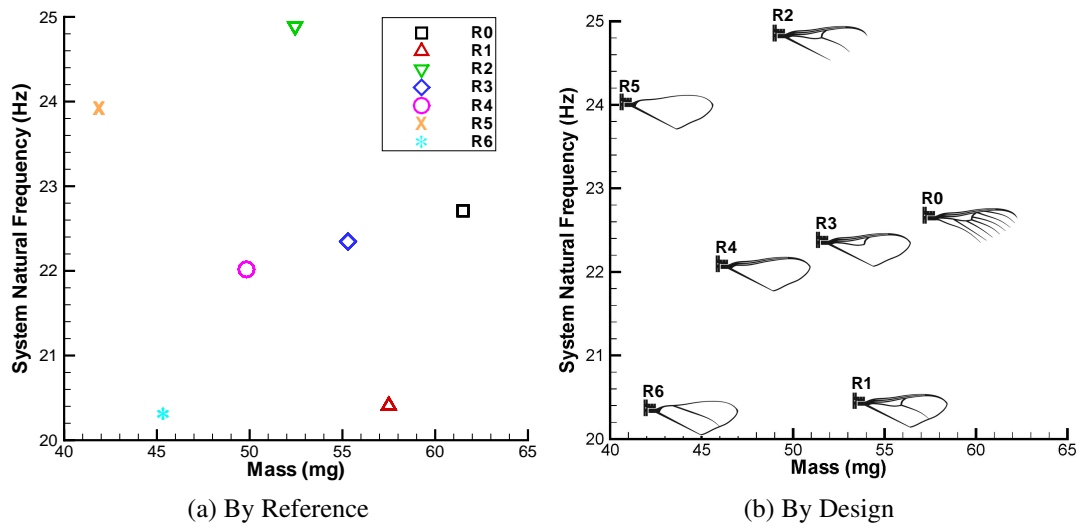 System Natural Frequency (Hz)
25
24
23
22
21
20
40
45
50
55
60
65
Mass (mg)
R0
R1
R2
R3
R4
R5
R6
(a) By Reference
System Natural Frequency (Hz)
25
24
23
22
21
20
40
45
50
55
60
65
Mass (mg)
R2
R5
R0
R3
R4
R6
R1
(b) By Design